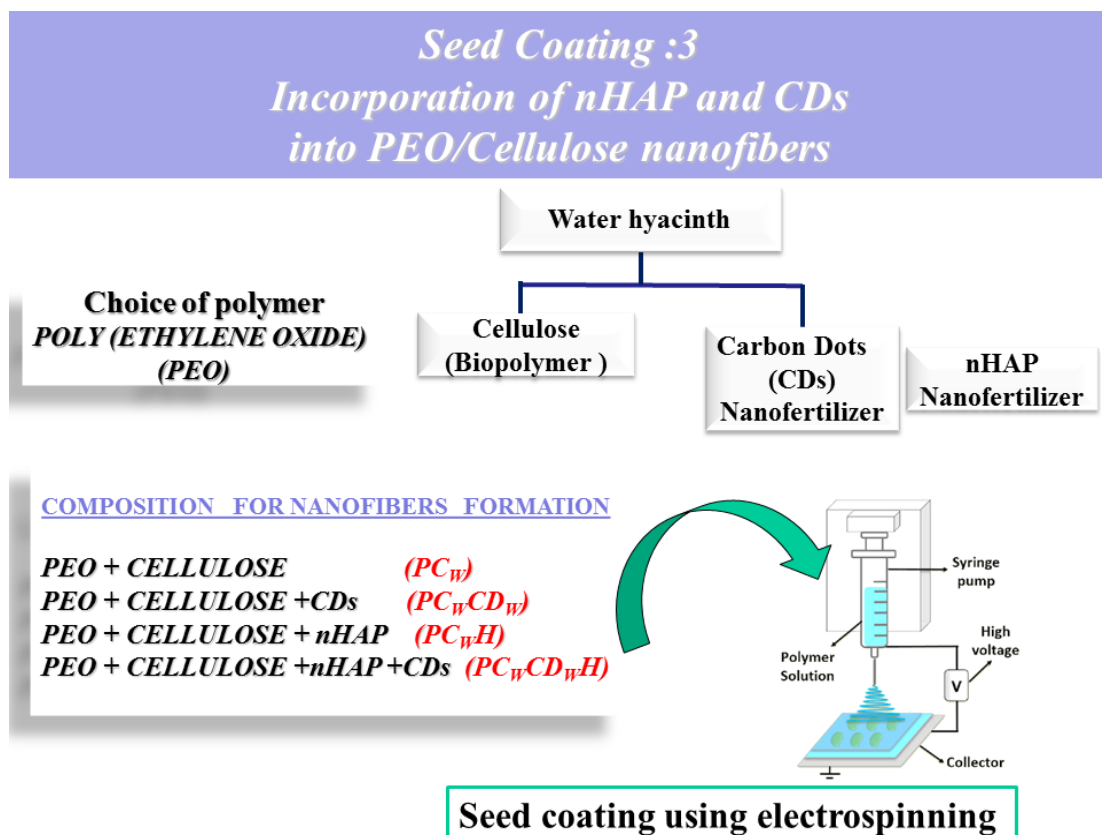 Seed Coating :3
Incorporation of nHAP and CDs
into PEO/Cellulose nanofibers
Water hyacinth
Choice of polymer
POLY (ETHYLENE OXIDE)
(PEO)
Cellulose
(Biopolymer )
Carbon Dots
(CDs)
Nanofertilizer
nHAP
Nanofertilizer
COMPOSITION FOR NANOFIBERS FORMATION
PEO + CELLULOSE (PCW)
PEO + CELLULOSE +CDs (PCWCDW)
PEO + CELLULOSE + nHAP (PCWH)
PEO + CELLULOSE +nHAP +CDs (PCWCDWH)
Syringe
pump
Polymer
Solution
High
voltage
V
Collector
Seed coating using electrospinning